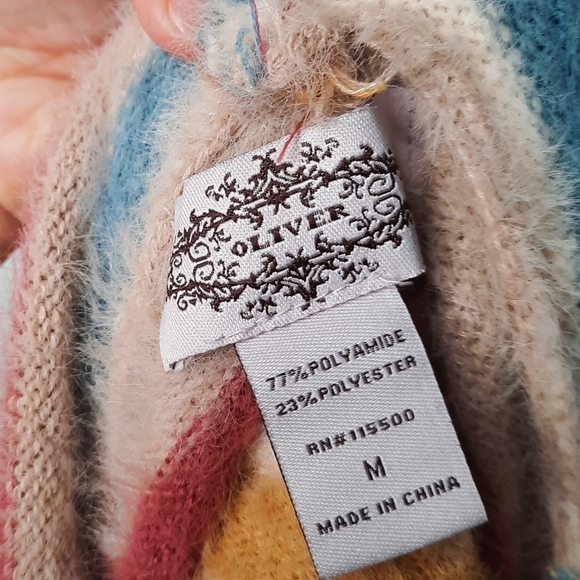 OLIVER
77%POLYAMIDE
23%POLYESTER
RN#115500
M
MADE IN CHINA